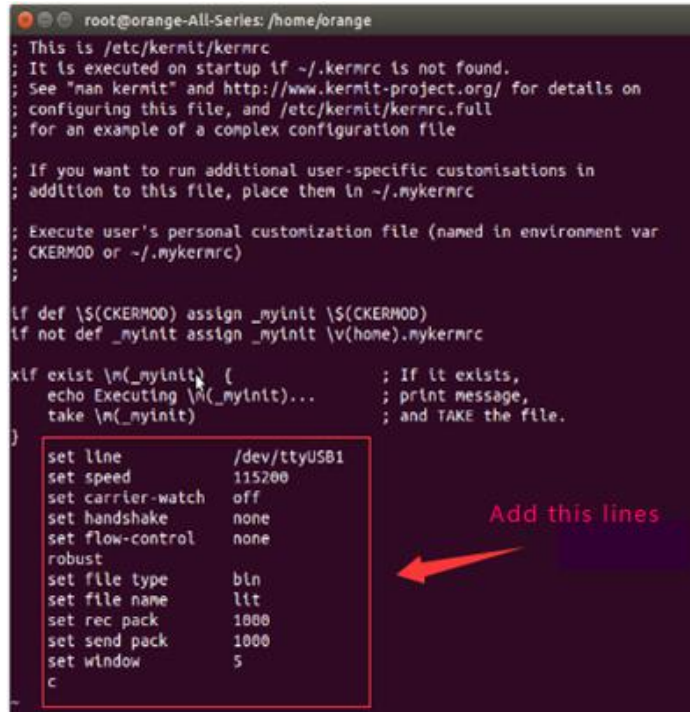 root@orange-All-Series: /home/orange
; This is /etc/kermit/kermrc
; It is executed on startup if ~/.kermrc is not found.
; See "man kermit" and http://www.kermit-project.org/ for details on
; configuring this file, and /etc/kermit/kermrc.full
; for an example of a complex configuration file
; If you want to run additional user-specific customisations in
; addition to this file, place them in ~/.mykermrc
; Execute user's personal customization file (named in environment var
; CKERMOD or ~/.mykermrc)
;
if def \$(CKERMOD) assign _myinit \$(CKERMOD)
if not def _myinit assign _myinit \v(home).mykermrc
xif exist \m(_myinit) { ; If it exists,
echo Executing \m(_myinit)... ; print message,
take \m(_myinit) ; and TAKE the file.
}
set line /dev/ttyUSB1
set speed 115200
set carrier-watch off
set handshake none
set flow-control none
robust
set file type bin
set file name lit
set rec pack 1000
set send pack 1000
set window 5
c
~
Add this lines